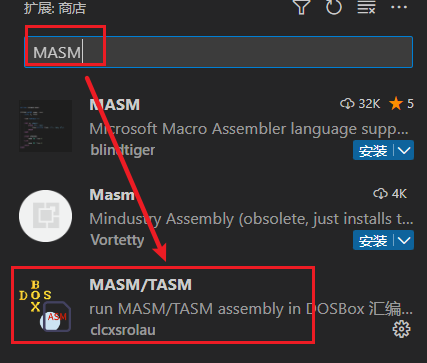 扩展: 商店
MASM
MASM 32K ★ 5
Microsoft Macro Assembler language supp...
blindtiger 安装
Masm 4K
Mindustry Assembly (obsolete, just installs t...
Vortetty 安装
DOS BOX ASM
MASM/TASM
run MASM/TASM assembly in DOSBox 汇编...
clcxsrolau